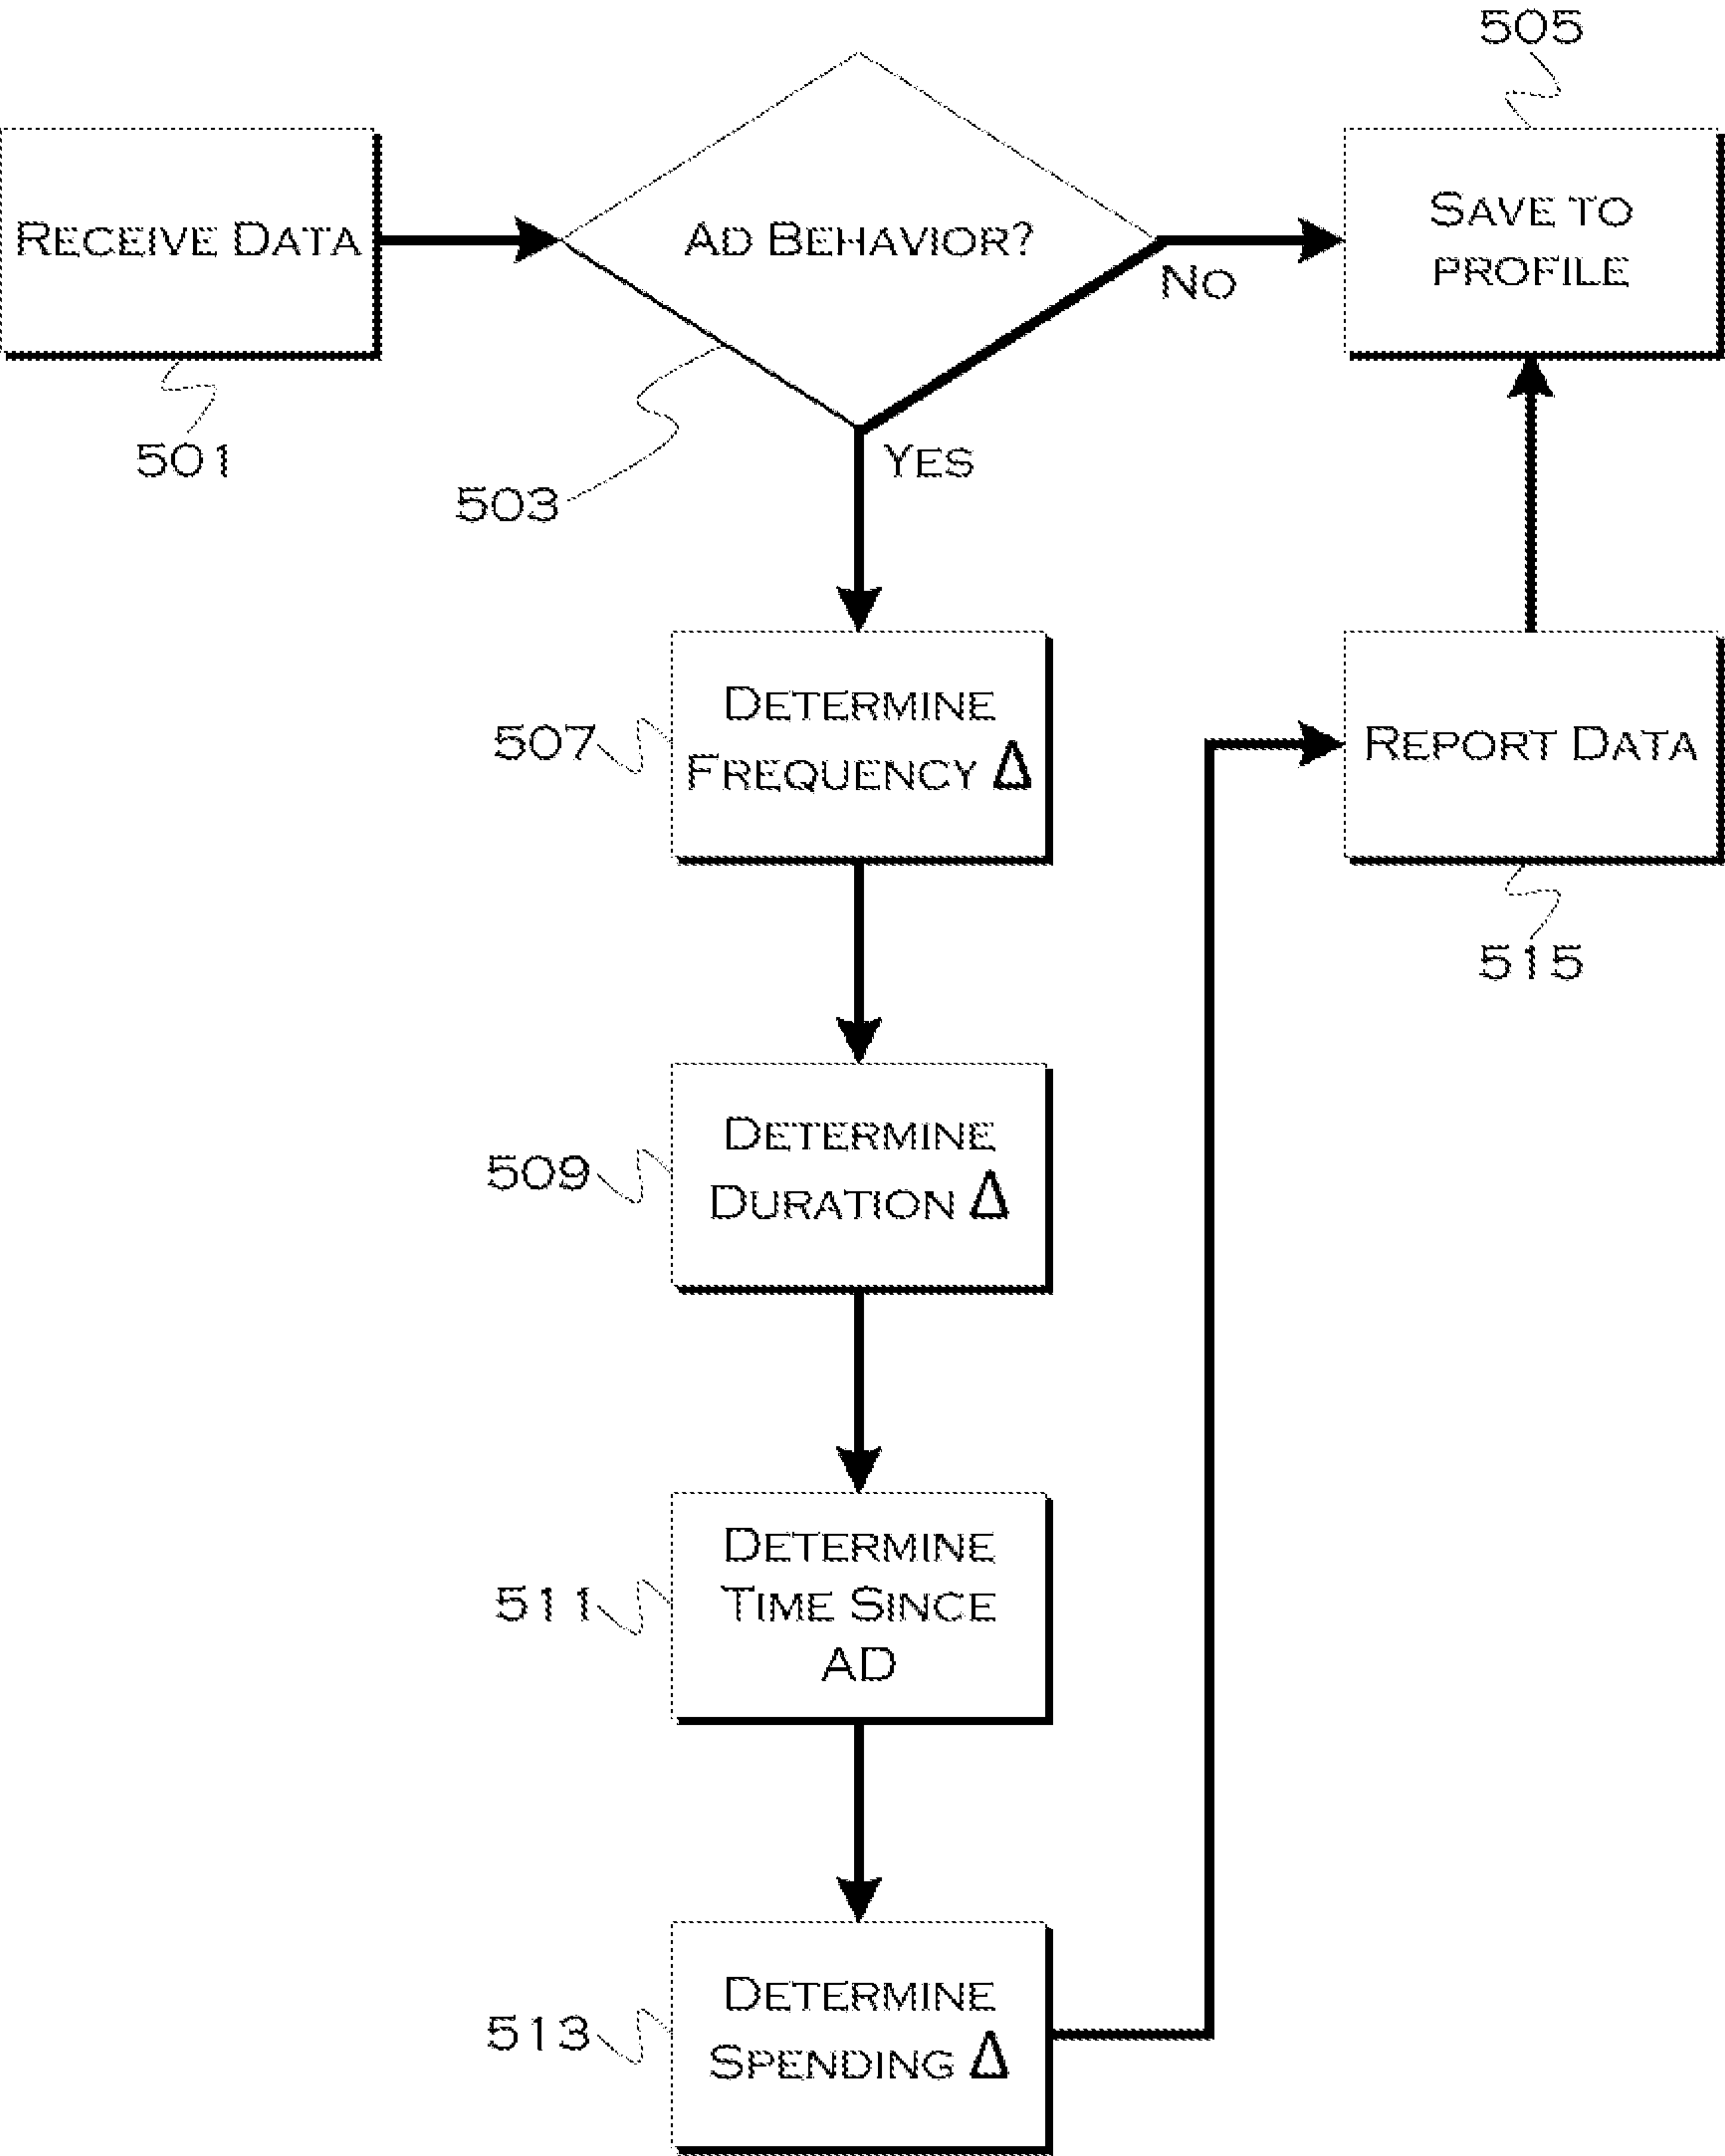 505
RECEIVE DATA
AD BEHAVIOR?
SAVE TO
PROFILE
NO
501
YES
503
DETERMINE
FREQUENCY Δ
507
REPORT DATA
515
DETERMINE
DURATION Δ
509
DETERMINE
TIME SINCE
AD
511
DETERMINE
SPENDING Δ
513